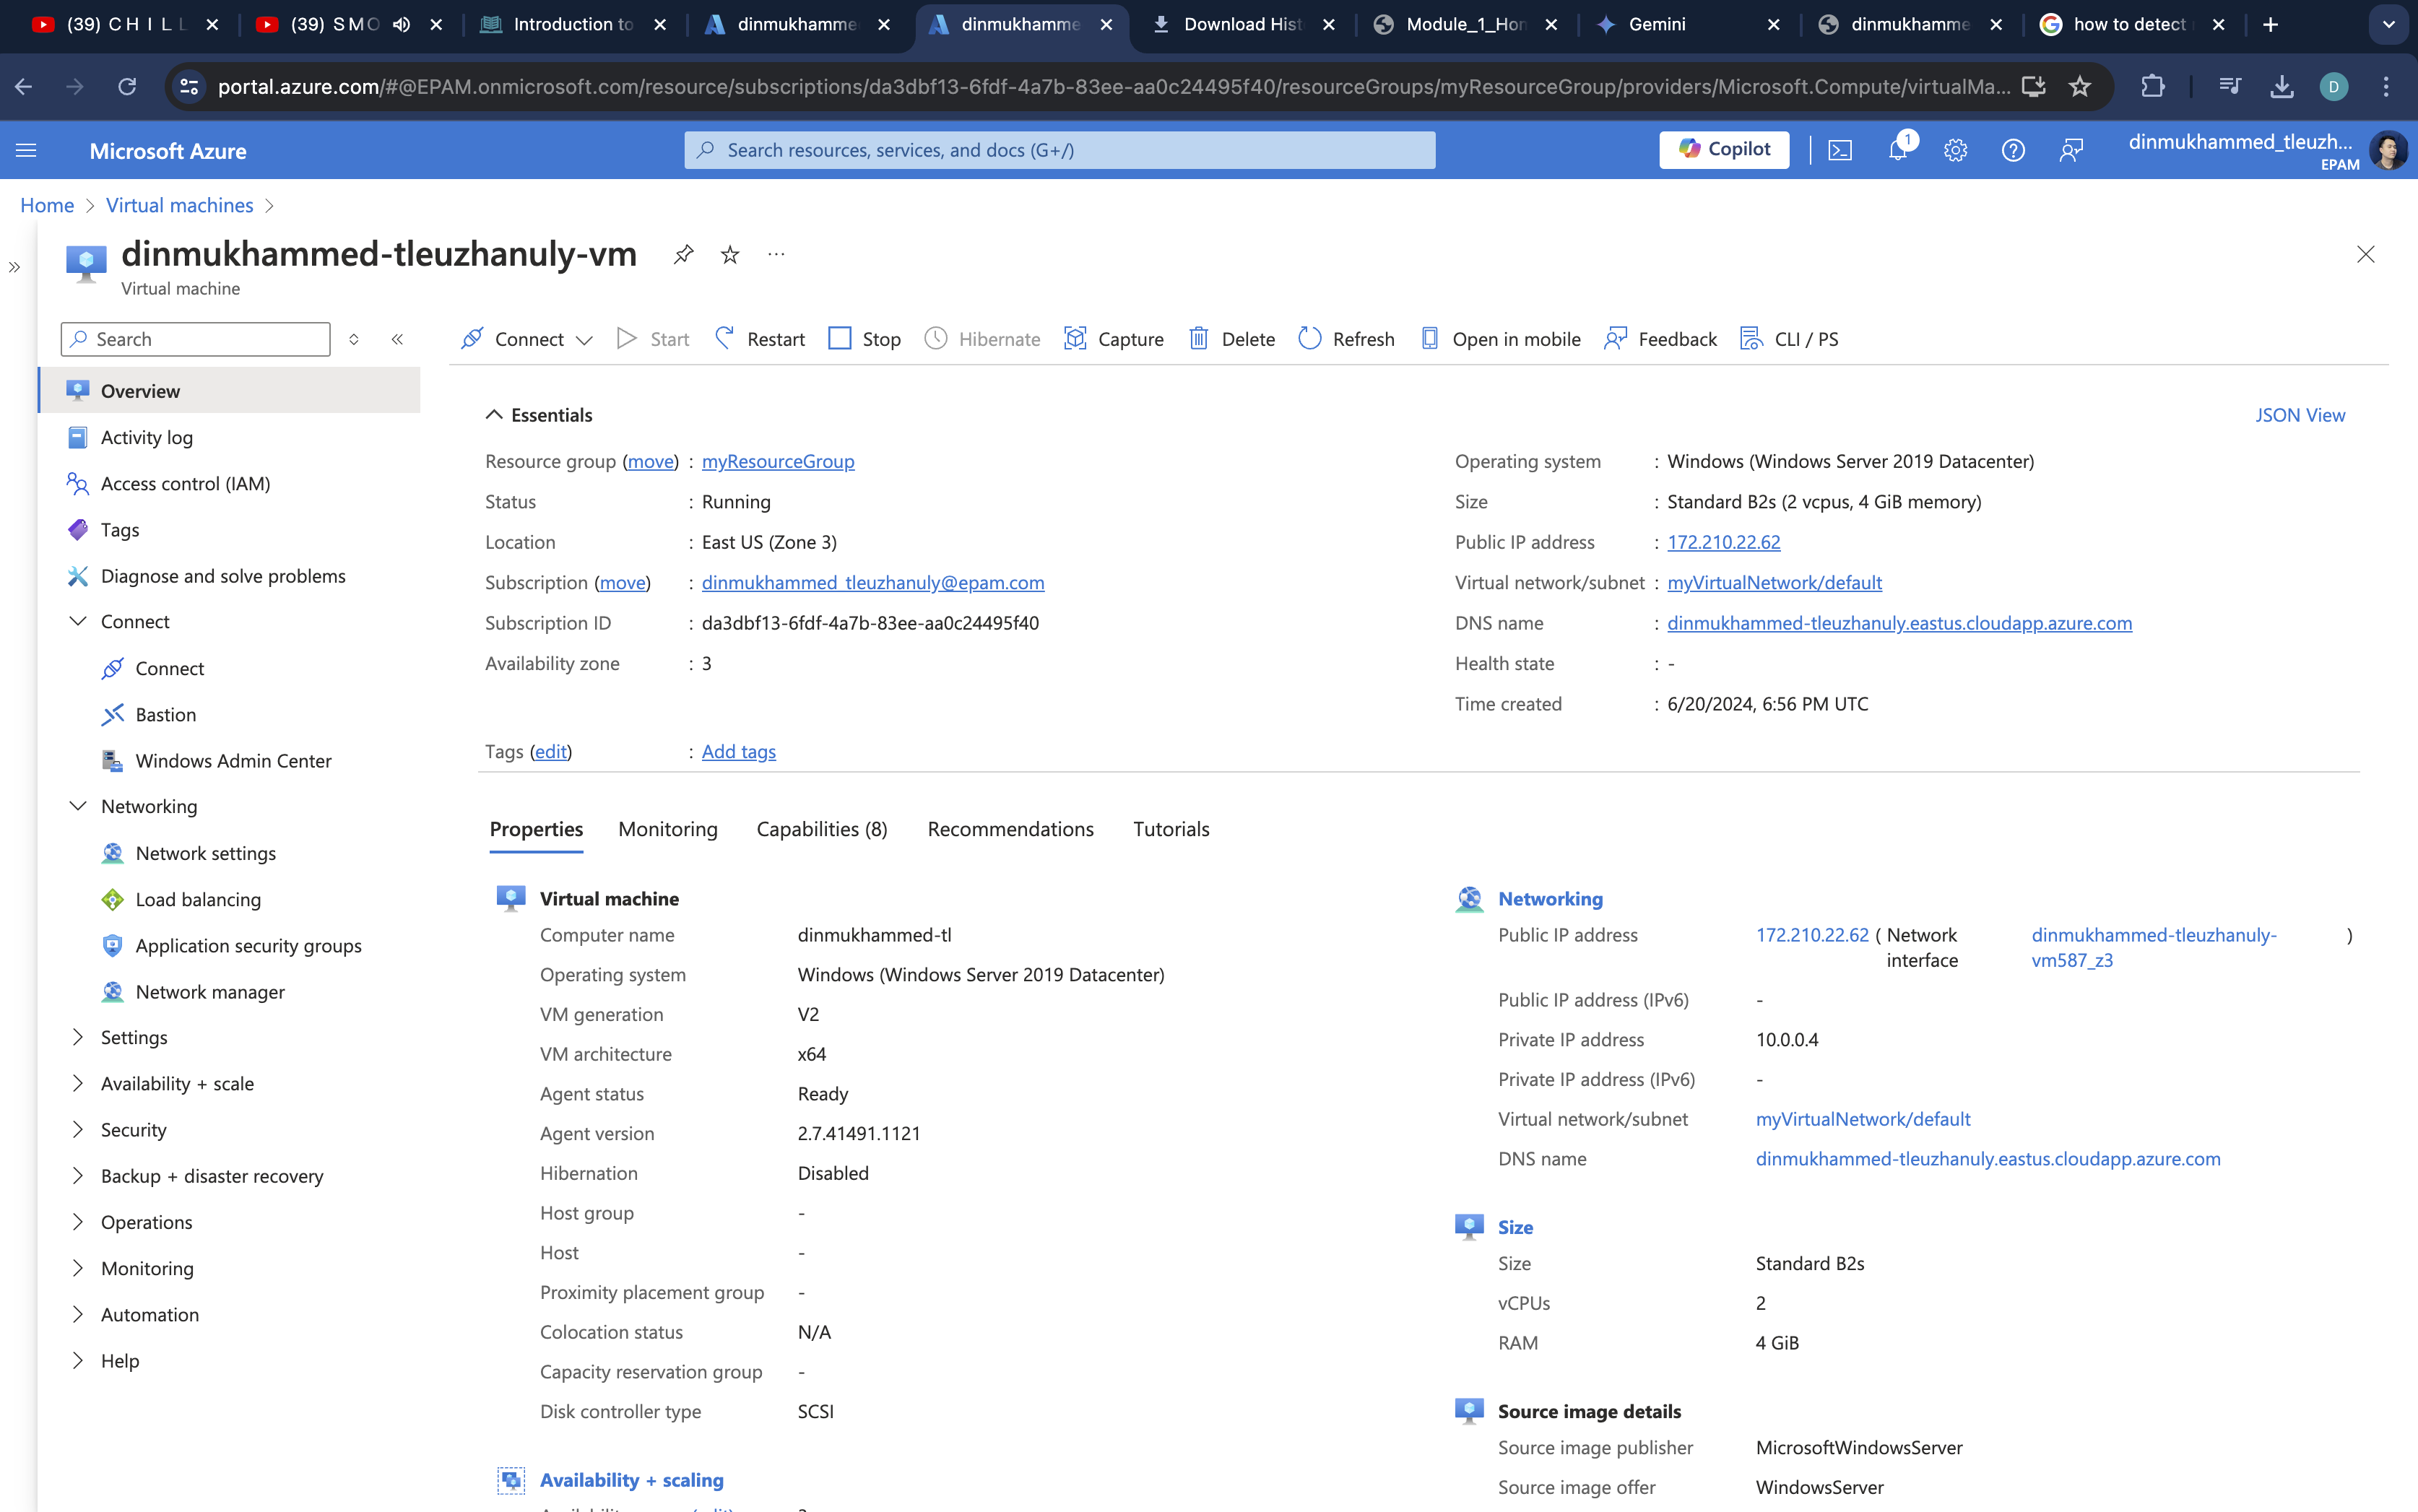 (39) C H I L L
(39) S M O
Introduction to
dinmukhamme
dinmukhamme
Download Hist
Module_1_Hon
Gemini
dinmukhamme
how to detect
portal.azure.com/#@EPAM.onmicrosoft.com/resource/subscriptions/da3dbf13-6fdf-4a7b-83ee-aa0c24495f40/resourceGroups/myResourceGroup/providers/Microsoft.Compute/virtualMa...
D
Microsoft Azure
Search resources, services, and docs (G+/)
Copilot
1
dinmukhammed_tleuzh...
EPAM
Home > Virtual machines >
dinmukhammed-tleuzhanuly-vm
Virtual machine
Search
Connect
Start
Restart
Stop
Hibernate
Capture
Delete
Refresh
Open in mobile
Feedback
CLI / PS
Overview
Activity log
Access control (IAM)
Tags
Diagnose and solve problems
Connect
Connect
Bastion
Windows Admin Center
Networking
Network settings
Load balancing
Application security groups
Network manager
Settings
Availability + scale
Security
Backup + disaster recovery
Operations
Monitoring
Automation
Help
Essentials
JSON View
Resource group (move) : myResourceGroup
Status : Running
Location : East US (Zone 3)
Subscription (move) : dinmukhammed_tleuzhanuly@epam.com
Subscription ID : da3dbf13-6fdf-4a7b-83ee-aa0c24495f40
Availability zone : 3
Operating system : Windows (Windows Server 2019 Datacenter)
Size : Standard B2s (2 vcpus, 4 GiB memory)
Public IP address : 172.210.22.62
Virtual network/subnet : myVirtualNetwork/default
DNS name : dinmukhammed-tleuzhanuly.eastus.cloudapp.azure.com
Health state : -
Time created : 6/20/2024, 6:56 PM UTC
Tags (edit) : Add tags
Properties
Monitoring
Capabilities (8)
Recommendations
Tutorials
Virtual machine
Computer name dinmukhammed-tl
Operating system Windows (Windows Server 2019 Datacenter)
VM generation V2
VM architecture x64
Agent status Ready
Agent version 2.7.41491.1121
Hibernation Disabled
Host group -
Host -
Proximity placement group -
Colocation status N/A
Capacity reservation group -
Disk controller type SCSI
Availability + scaling
Networking
Public IP address 172.210.22.62 ( Network interface dinmukhammed-tleuzhanuly-vm587_z3 )
Public IP address (IPv6) -
Private IP address 10.0.0.4
Private IP address (IPv6) -
Virtual network/subnet myVirtualNetwork/default
DNS name dinmukhammed-tleuzhanuly.eastus.cloudapp.azure.com
Size
Size Standard B2s
vCPUs 2
RAM 4 GiB
Source image details
Source image publisher MicrosoftWindowsServer
Source image offer WindowsServer